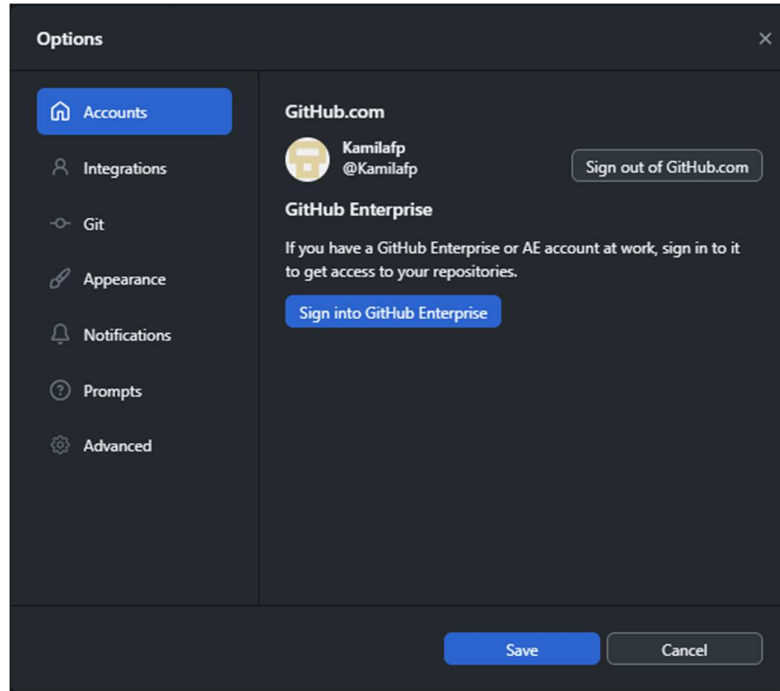 Options
Accounts
Integrations
Git
Appearance
Notifications
Prompts
Advanced
GitHub.com
Kamilafp
@Kamilafp
Sign out of GitHub.com
GitHub Enterprise
If you have a GitHub Enterprise or AE account at work, sign in to it
to get access to your repositories.
Sign into GitHub Enterprise
Save
Cancel